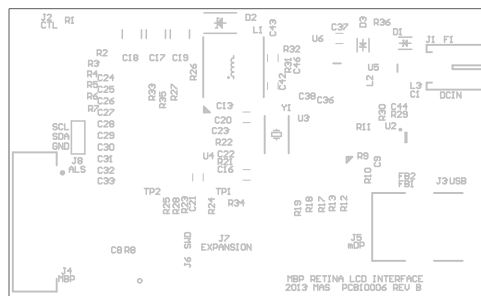 J2
CTL
R1
D2
C43
L1
C37
D3
R36
U6
D1
J1 F1
R2
R3
R4
R5
R6
R7
C18 C17 C19
R26
R32
R31
C46
C42
U5
L2
L3
C1
DCIN
C24
C25
C26
C27
C28
C29
C30
C31
C32
C33
R33
R35
R27
C13
C20
C23
R22
C22
R21
C16
U4
Y1
U3
C38
C36
R30
C44
R29
U2
R11
SCL
SDA
GND
J8
ALS
R9
C9
R10
TP2
TP1
R25
R28
R23
C21
R24
R34
R19
R18
R17
R13
R12
FB2
FB1
J3 USB
J5
mDP
C8 R8
J6 SWD
J7
EXPANSION
J4
MBP
MBP RETINA LCD INTERFACE
2013 MAS PCB10006 REV B